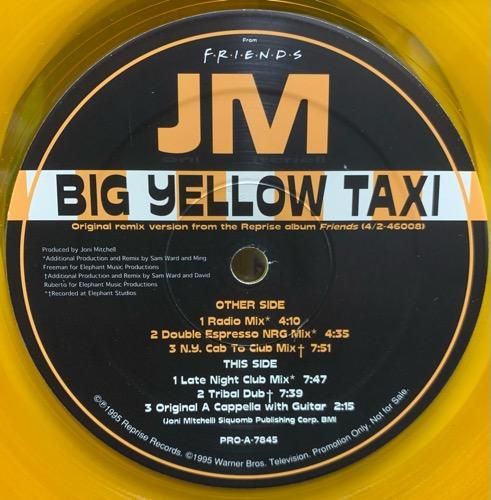 From
F·R·I·E·N·D·S
JM
oni itchell
BIG YELLOW TAXI
Original remix version from the Reprise album Friends (4/2-46008)
Produced by Joni Mitchell
*Additional Production and Remix by Sam Ward and Ming
Freeman for Elephant Music Productions
†Additional Production and Remix by Sam Ward and David
Ruberto for Elephant Music Productions
*†Recorded at Elephant Studios
OTHER SIDE
1 Radio Mix* 4:10
2 Double Espresso NRG Mix* 4:35
3 N.Y. Cab To Club Mix† 7:51
THIS SIDE
1 Late Night Club Mix* 7:47
2 Tribal Dub† 7:39
3 Original A Cappella with Guitar 2:15
(Joni Mitchell) Siquomb Publishing Corp. BMI
PRO-A-7845
©℗1995 Reprise Records. ©1995 Warner Bros. Television. Promotion Only. Not for Sale.